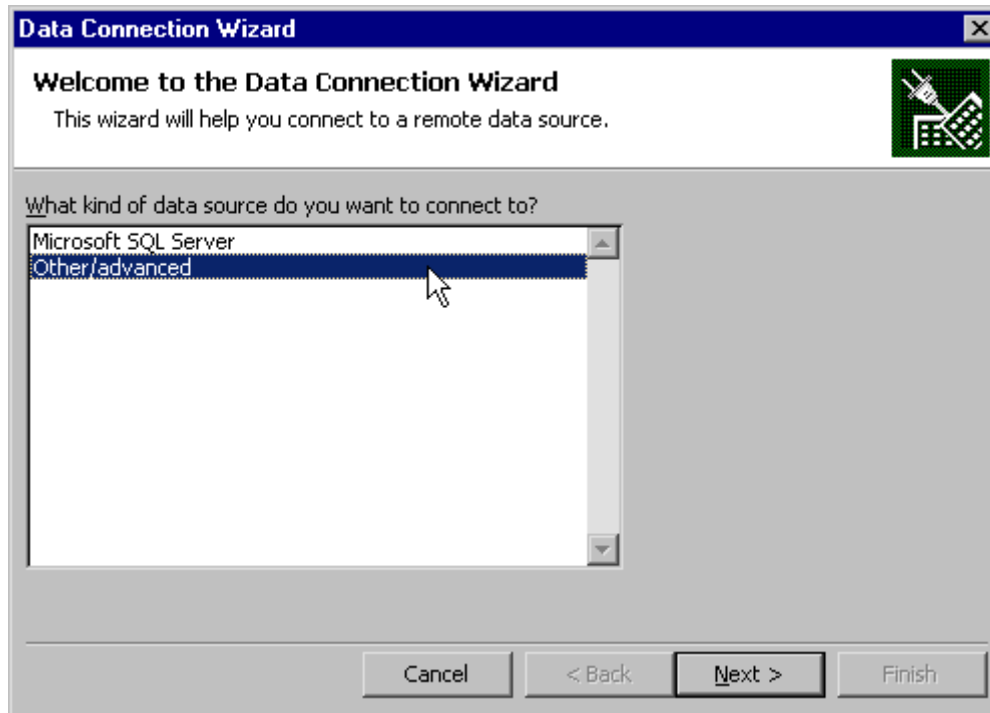 Data Connection Wizard
Welcome to the Data Connection Wizard
This wizard will help you connect to a remote data source.
What kind of data source do you want to connect to?
Microsoft SQL Server
Other/advanced
Cancel
< Back
Next >
Finish